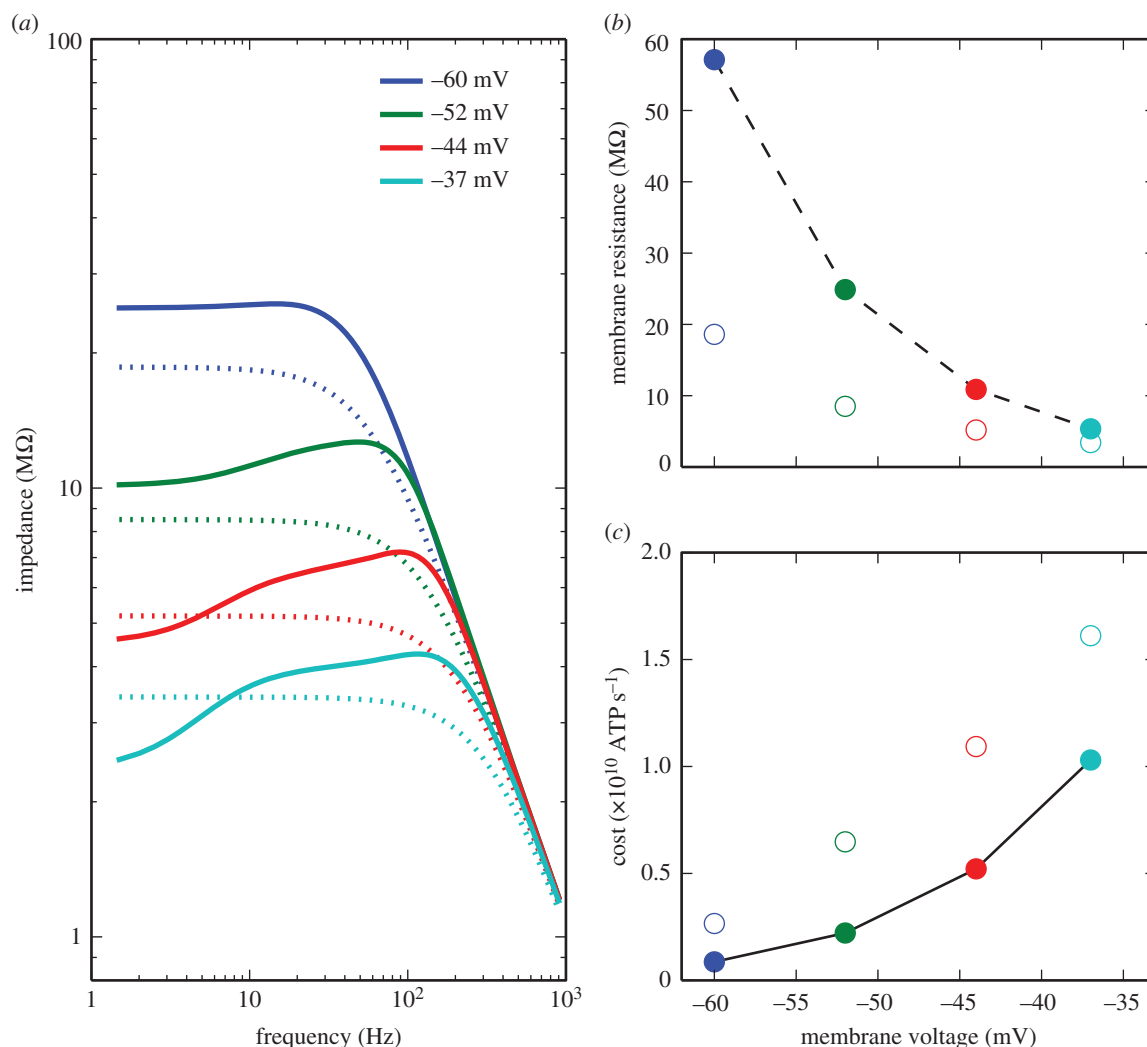 (a)
100
10
1
impedance (MΩ)
1
10
10²
10³
frequency (Hz)
–60 mV
–52 mV
–44 mV
–37 mV
(b)
60
50
40
30
20
10
0
membrane resistance (MΩ)
(c)
2.0
1.5
1.0
0.5
0
cost (×10¹⁰ ATP s⁻¹)
–60
–55
–50
–45
–40
–35
membrane voltage (mV)